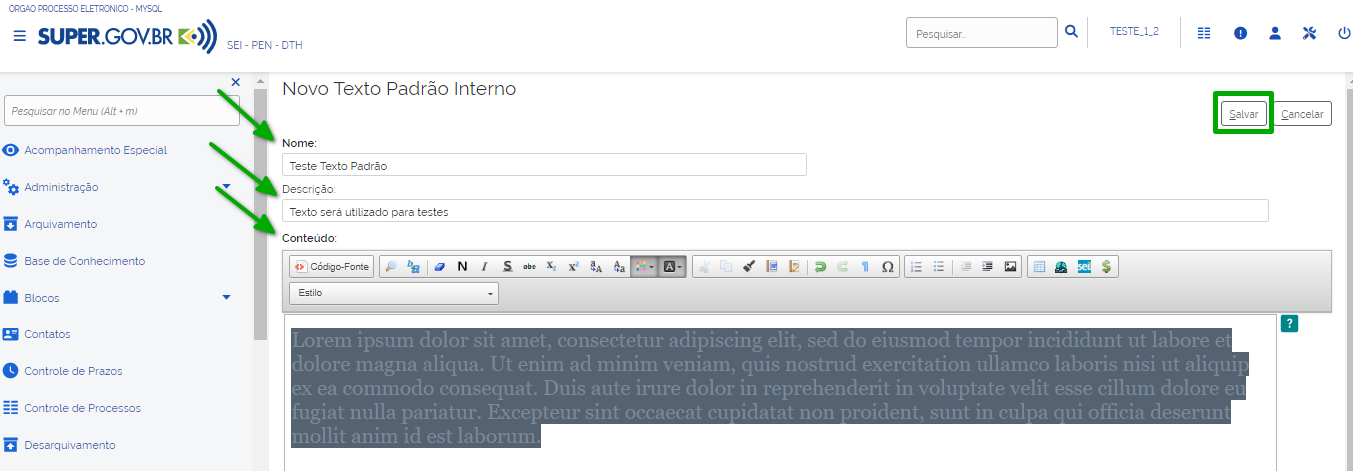 ORGAO PROCESSO ELETRONICO - MYSQL
SUPER.GOV.BR
SEI - PEN - DTH
Pesquisar...
TESTE_1_2
Pesquisar no Menu (Alt + m)
Acompanhamento Especial
Administração
Arquivamento
Base de Conhecimento
Blocos
Contatos
Controle de Prazos
Controle de Processos
Desarquivamento
Novo Texto Padrão Interno
Salvar
Cancelar
Nome:
Teste Texto Padrão
Descrição:
Texto será utilizado para testes
Conteúdo:
Código-Fonte
N I S abc X₂ X²
A
Ω
sei
$
Estilo
?
Lorem ipsum dolor sit amet, consectetur adipiscing elit, sed do eiusmod tempor incididunt ut labore et
dolore magna aliqua. Ut enim ad minim veniam, quis nostrud exercitation ullamco laboris nisi ut aliquip
ex ea commodo consequat. Duis aute irure dolor in reprehenderit in voluptate velit esse cillum dolore eu
fugiat nulla pariatur. Excepteur sint occaecat cupidatat non proident, sunt in culpa qui officia deserunt
mollit anim id est laborum.